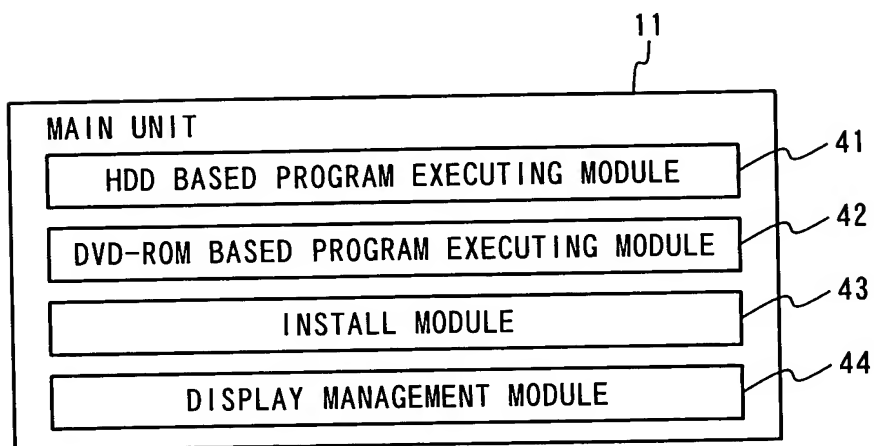 11
MAIN UNIT
HDD BASED PROGRAM EXECUTING MODULE
41
DVD-ROM BASED PROGRAM EXECUTING MODULE
42
INSTALL MODULE
43
DISPLAY MANAGEMENT MODULE
44